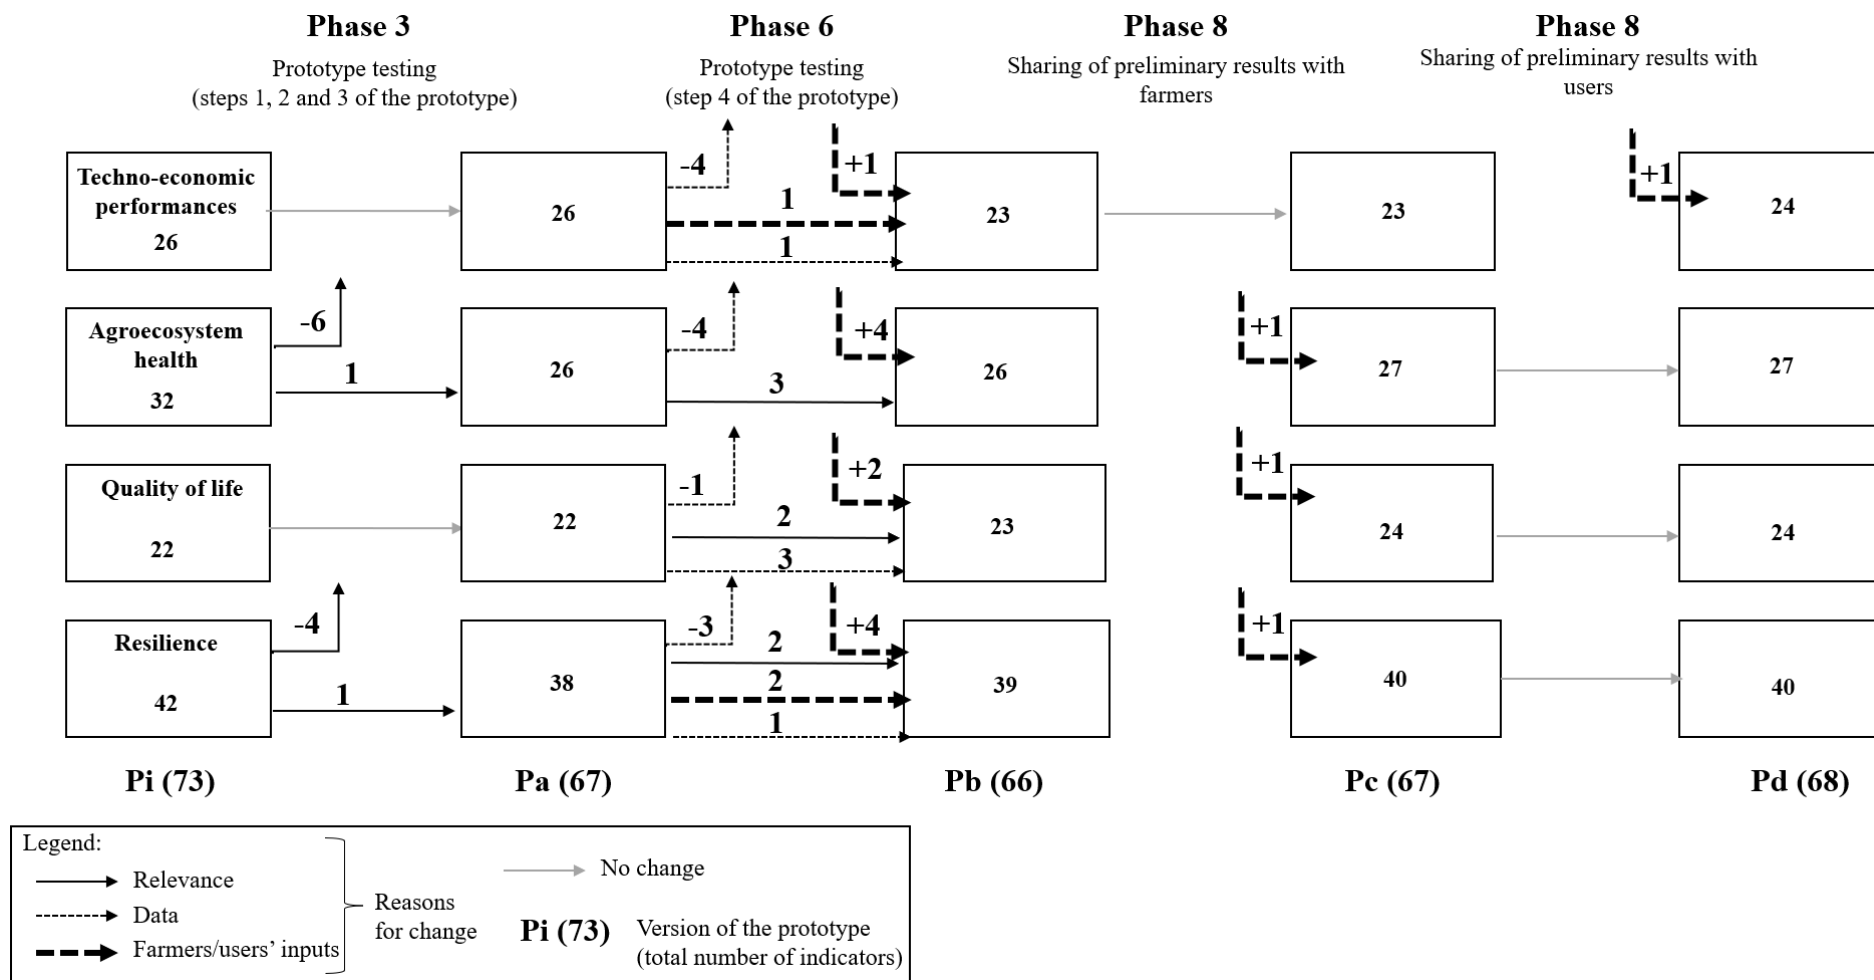 Phase 3
Prototype testing
(steps 1, 2 and 3 of the prototype)
Phase 6
Prototype testing
(step 4 of the prototype)
Phase 8
Sharing of preliminary results with
farmers
Phase 8
Sharing of preliminary results with
users
Techno-economic
performances
26
26
-4
+1
1
1
23
23
+1
24
Agroecosystem
health
32
-6
1
26
-4
+4
3
26
+1
27
27
Quality of life
22
22
-1
+2
2
3
23
+1
24
24
Resilience
42
-4
1
38
-3
+4
2
2
1
39
+1
40
40
Pi (73)
Pa (67)
Pb (66)
Pc (67)
Pd (68)
Legend:
Relevance
Data
Farmers/users’ inputs
Reasons
for change
No change
Pi (73)
Version of the prototype
(total number of indicators)